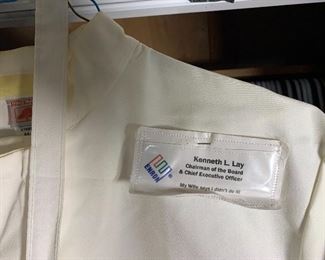 ENRON
®
Kenneth L. Lay
Chairman of the Board
& Chief Executive Officer
My Wife says I didn't do it!